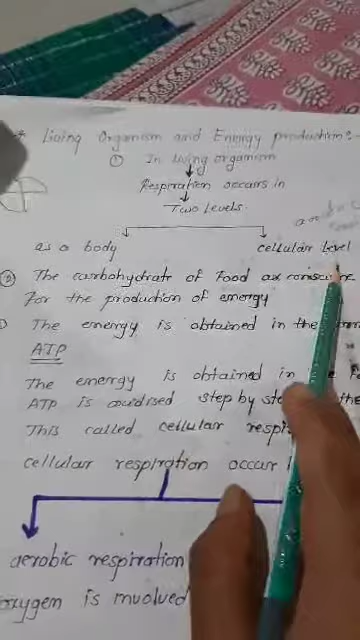 Living Organism and Energy production:-
① In living organism
Respiration occurs in
Two Levels.
as a body
cellular level
② The carbohydrate of Food are
For the production of energy
The energy is obtained in the
ATP
The energy is obtained in
ATP is oxidised step by
This called cellular
cellular respiration occur
aerobic respiration
oxygen is involved